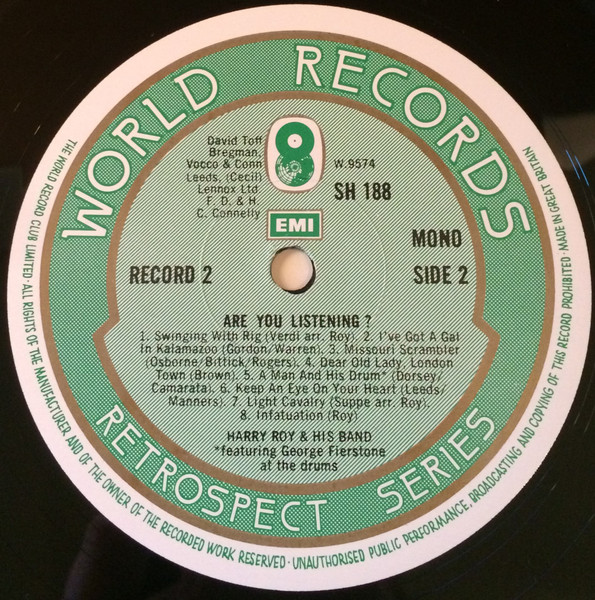 WORLD RECORDS
David Toff
Bregman,
Vocco & Conn
Leeds, (Cecil)
Lennox Ltd
F. D. & H.
C. Connelly
W.9574
SH 188
EMI
MONO
RECORD 2
SIDE 2
ARE YOU LISTENING?
1. Swinging With Rig (Verdi arr. Roy). 2. I've Got A Gal
In Kalamazoo (Gordon/Warren). 3. Missouri Scrambler
(Osborne/Bittick/Rogers). 4. Dear Old Lady, London
Town (Brown). 5. A Man And His Drum* (Dorsey/
Camarata). 6. Keep An Eye On Your Heart (Leeds/
Manners). 7. Light Cavalry (Suppe arr. Roy).
8. Infatuation (Roy)
HARRY ROY & HIS BAND
*featuring George Fierstone
at the drums
RETROSPECT SERIES
THE WORLD RECORD CLUB LIMITED · ALL RIGHTS OF THE MANUFACTURER AND OF THE OWNER OF THE RECORDED WORK RESERVED · UNAUTHORISED PUBLIC PERFORMANCE, BROADCASTING AND COPYING OF THIS RECORD PROHIBITED · MADE IN GREAT BRITAIN